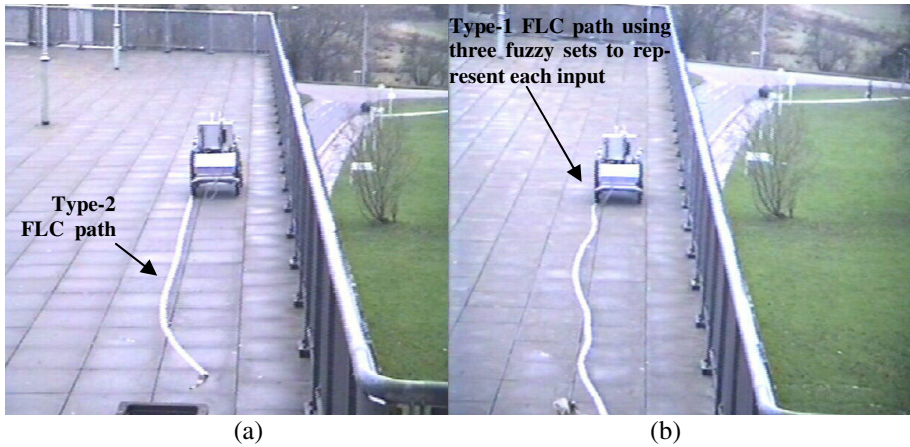 Type-2
FLC path
Type-1 FLC path using
three fuzzy sets to rep-
resent each input
(a)
(b)